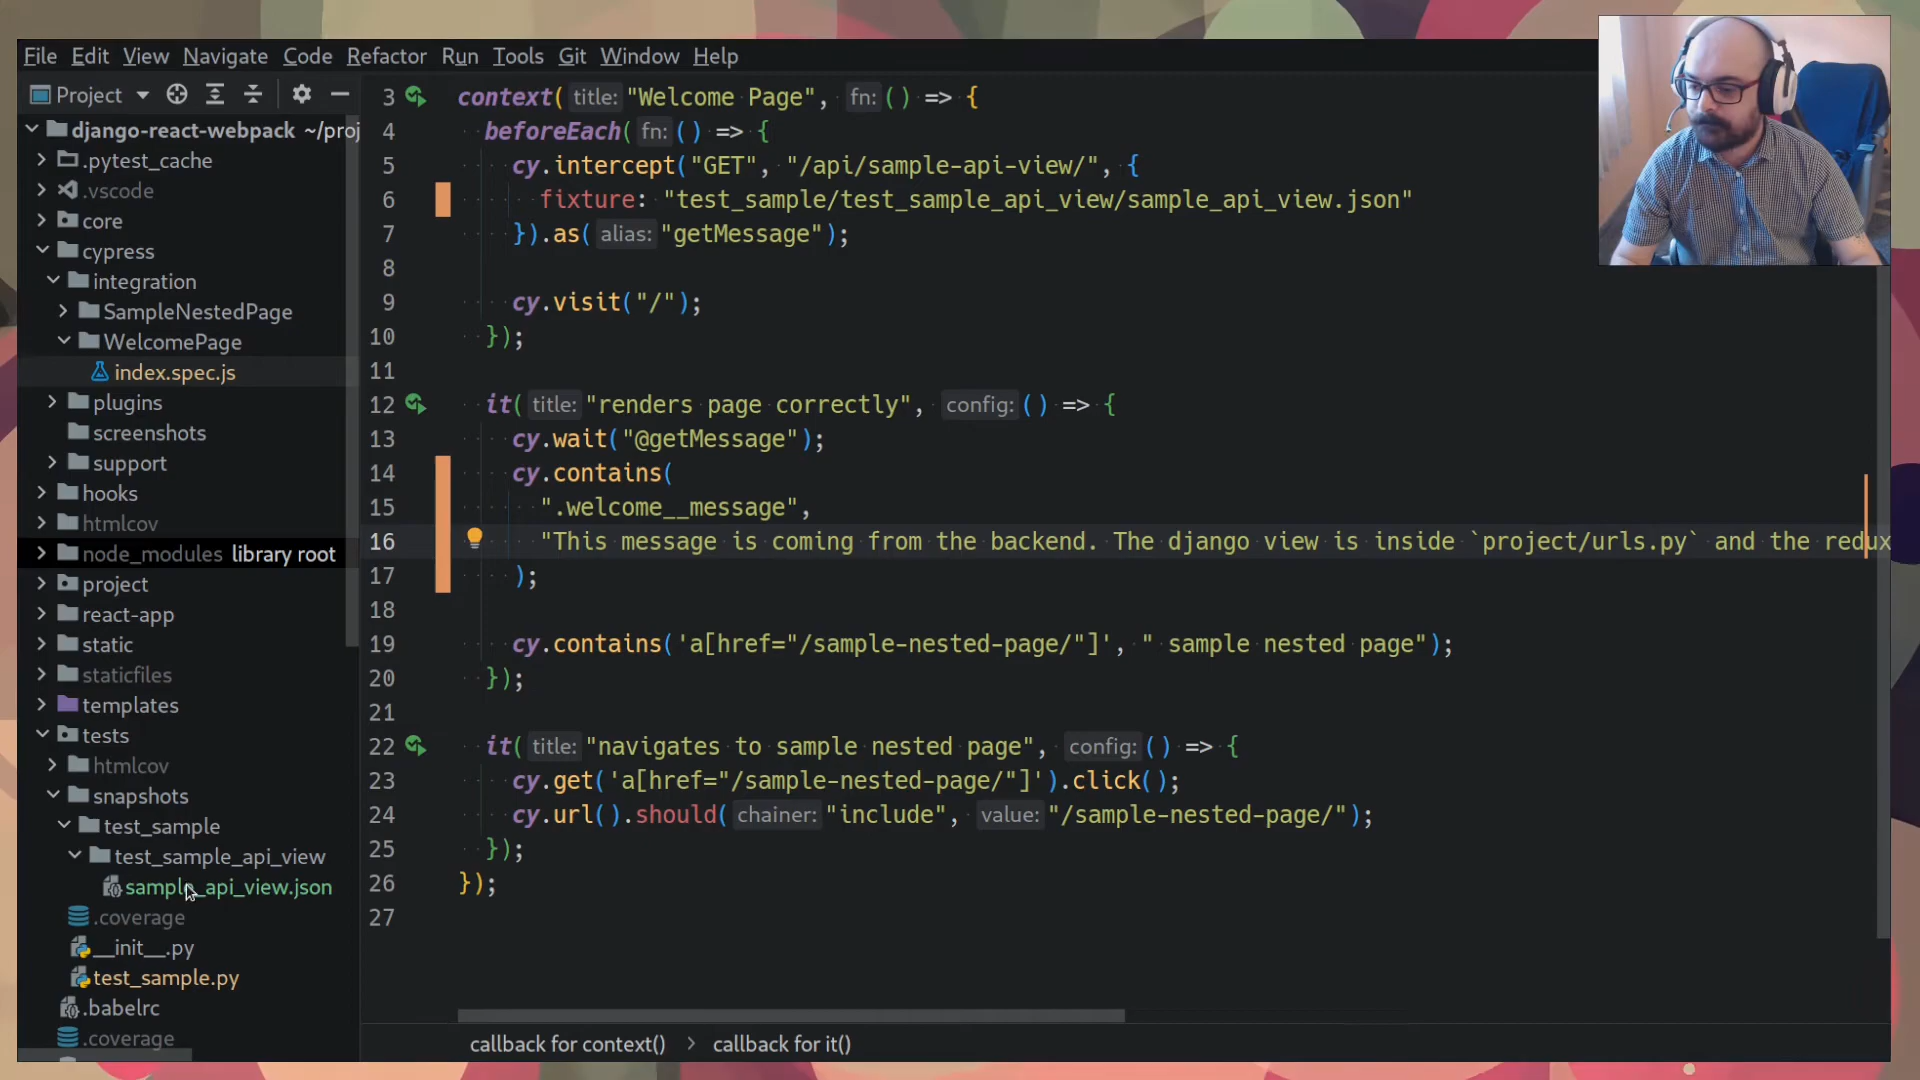 File Edit View Navigate Code Refactor Run Tools Git Window Help
Project
django-react-webpack ~/proj
.pytest_cache
.vscode
core
cypress
integration
SampleNestedPage
WelcomePage
index.spec.js
plugins
screenshots
support
hooks
htmlcov
node_modules library root
project
react-app
static
staticfiles
templates
tests
htmlcov
snapshots
test_sample
test_sample_api_view
sample_api_view.json
.coverage
__init__.py
test_sample.py
.babelrc
.coverage
3 context( title: "Welcome Page", fn: () => {
4 beforeEach( fn: () => {
5 cy.intercept("GET", "/api/sample-api-view/", {
6 fixture: "test_sample/test_sample_api_view/sample_api_view.json"
7 }).as( alias: "getMessage");
8
9 cy.visit("/");
10 });
11
12 it( title: "renders page correctly", config: () => {
13 cy.wait("@getMessage");
14 cy.contains(
15 ".welcome__message",
16 "This message is coming from the backend. The django view is inside `project/urls.py` and the redux
17 );
18
19 cy.contains('a[href="/sample-nested-page/"]', " sample nested page");
20 });
21
22 it( title: "navigates to sample nested page", config: () => {
23 cy.get('a[href="/sample-nested-page/"]').click();
24 cy.url().should( chainer: "include", value: "/sample-nested-page/");
25 });
26 });
27
callback for context() > callback for it()